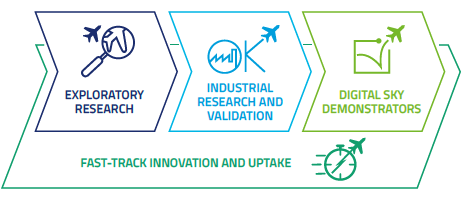 EXPLORATORY
RESEARCH
INDUSTRIAL
RESEARCH AND
VALIDATION
DIGITAL SKY
DEMONSTRATORS
FAST-TRACK INNOVATION AND UPTAKE